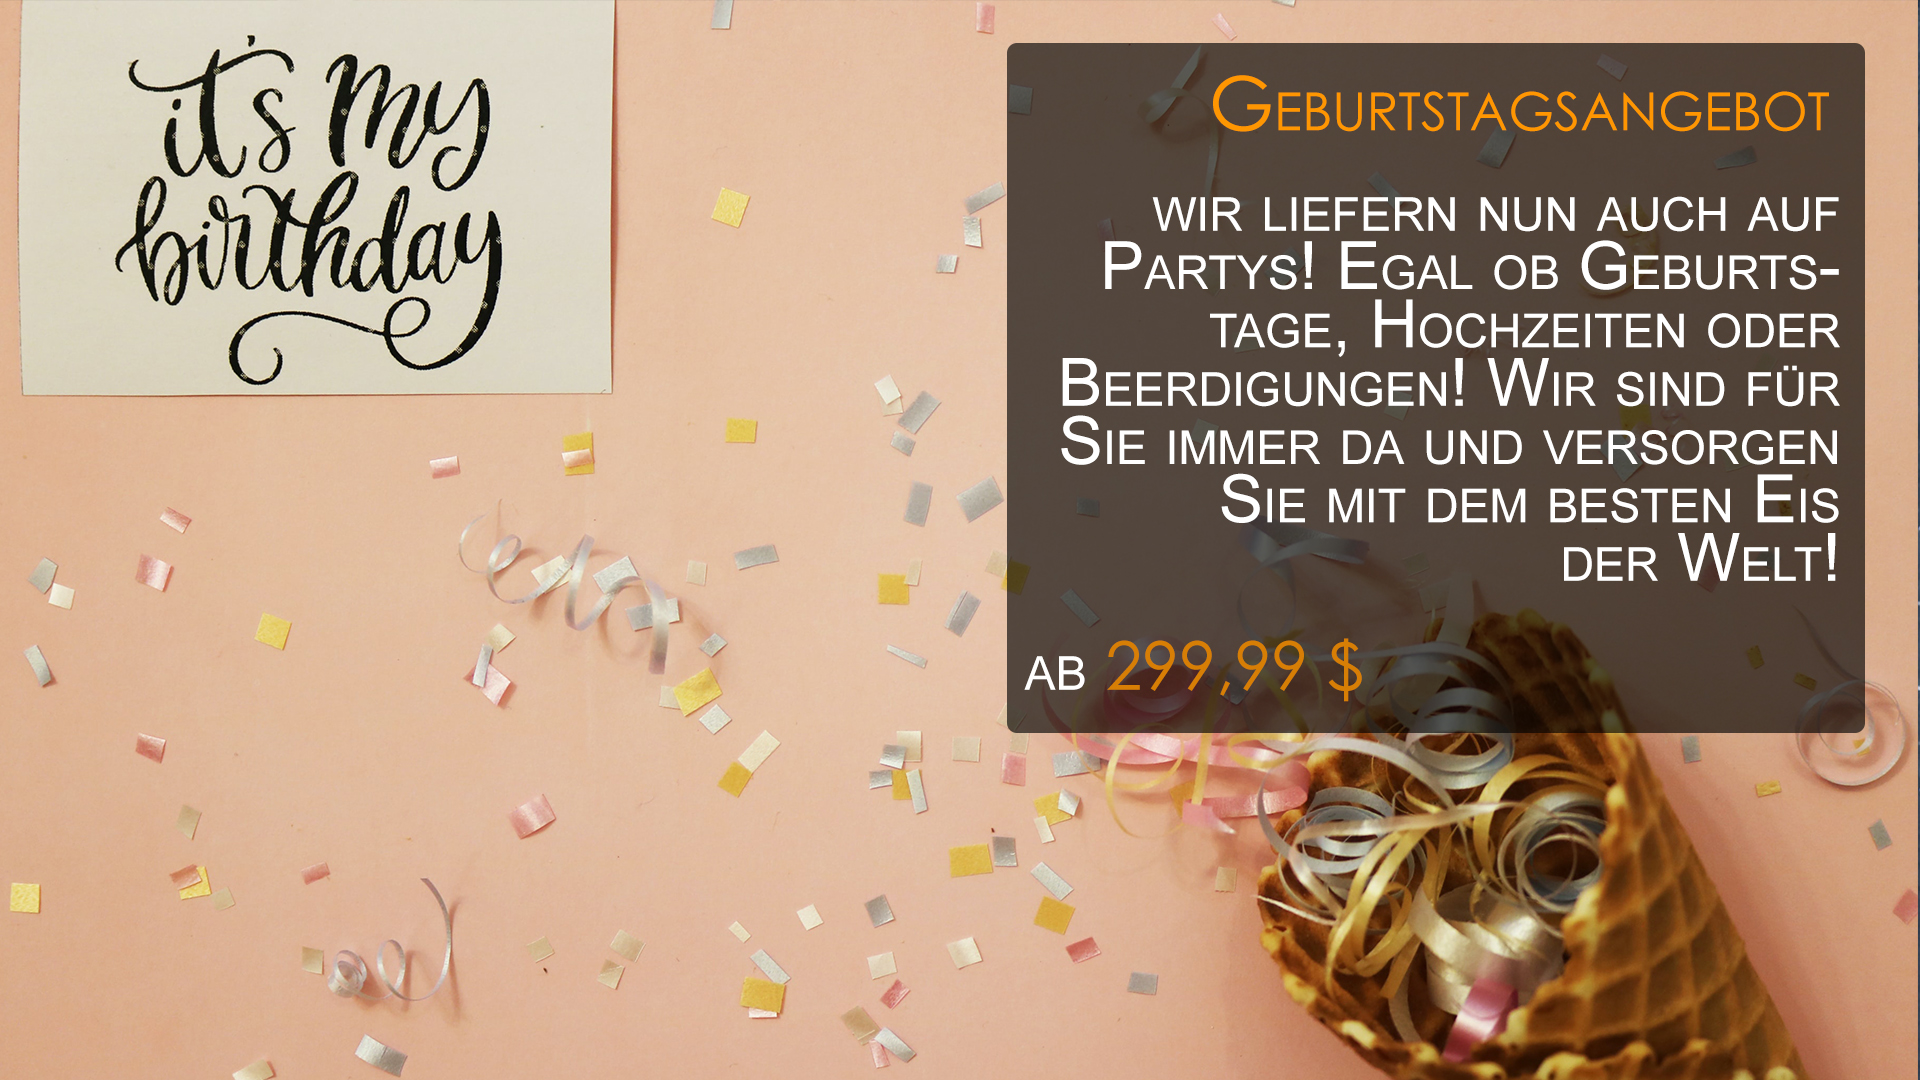 it's my
birthday
Geburtstagsangebot
wir liefern nun auch auf
Partys! Egal ob Geburts-
tage, Hochzeiten oder
Beerdigungen! Wir sind für
Sie immer da und versorgen
Sie mit dem besten Eis
der Welt!
ab 299,99 $